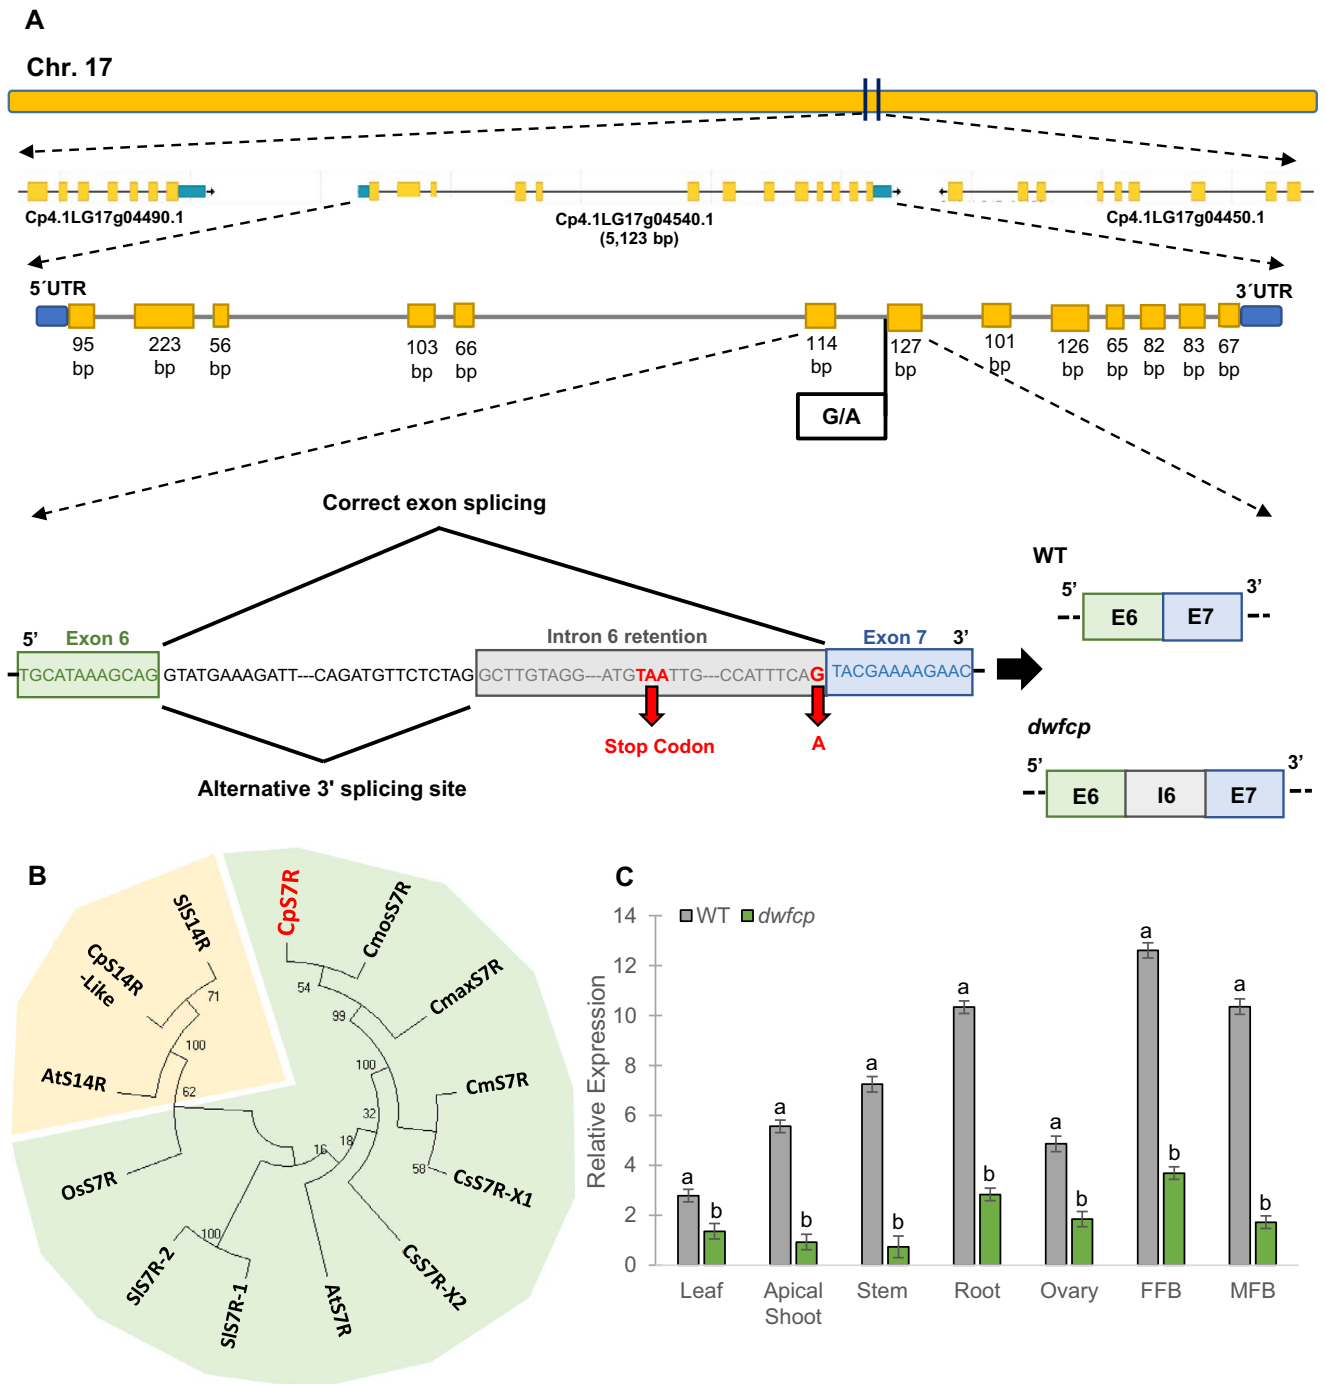 A
Chr. 17
Cp4.1LG17g04490.1
Cp4.1LG17g04540.1
(5,123 bp)
Cp4.1LG17g04450.1
5´UTR
3´UTR
95 bp
223 bp
56 bp
103 bp
66 bp
114 bp
127 bp
101 bp
126 bp
65 bp
82 bp
83 bp
67 bp
G/A
Correct exon splicing
5’ Exon 6
Intron 6 retention
Exon 7 3’
TGCATAAAGCAG GTATGAAAGATT---CAGATGTTCTCTAG GCTTGTAGG---ATGTAATTG---CCATTTCAG TACGAAAAGAAC
Stop Codon
A
Alternative 3' splicing site
WT
5’ 3’
E6 E7
dwfcp
5’ 3’
E6 I6 E7
B
SlS14R
CpS14R
-Like
AtS14R
OsS7R
SlS7R-2
SlS7R-1
AtS7R
CsS7R-X2
CsS7R-X1
CmS7R
CmaxS7R
CmosS7R
CpS7R
71
100
62
54
99
100
32
18
16
58
100
C
WT dwfcp
Relative Expression
14
12
10
8
6
4
2
0
a b
a b
a b
a b
a b
a b
a b
Leaf
Apical
Shoot
Stem
Root
Ovary
FFB
MFB